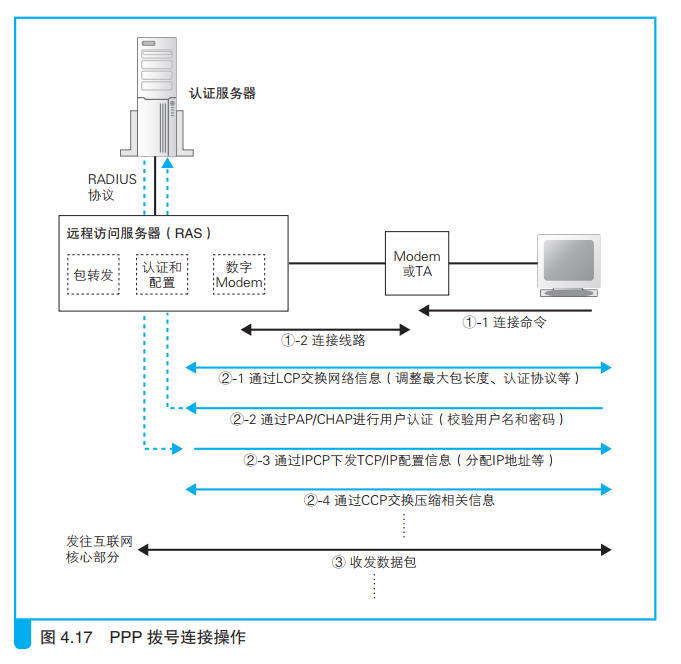 认证服务器
RADIUS
协议
远程访问服务器（RAS）
包转发
认证和
配置
数字
Modem
Modem
或TA
①-1 连接命令
①-2 连接线路
②-1 通过LCP交换网络信息（调整最大包长度、认证协议等）
②-2 通过PAP/CHAP进行用户认证（校验用户名和密码）
②-3 通过IPCP下发TCP/IP配置信息（分配IP地址等）
②-4 通过CCP交换压缩相关信息
发往互联网
核心部分
③ 收发数据包
图 4.17 PPP 拨号连接操作